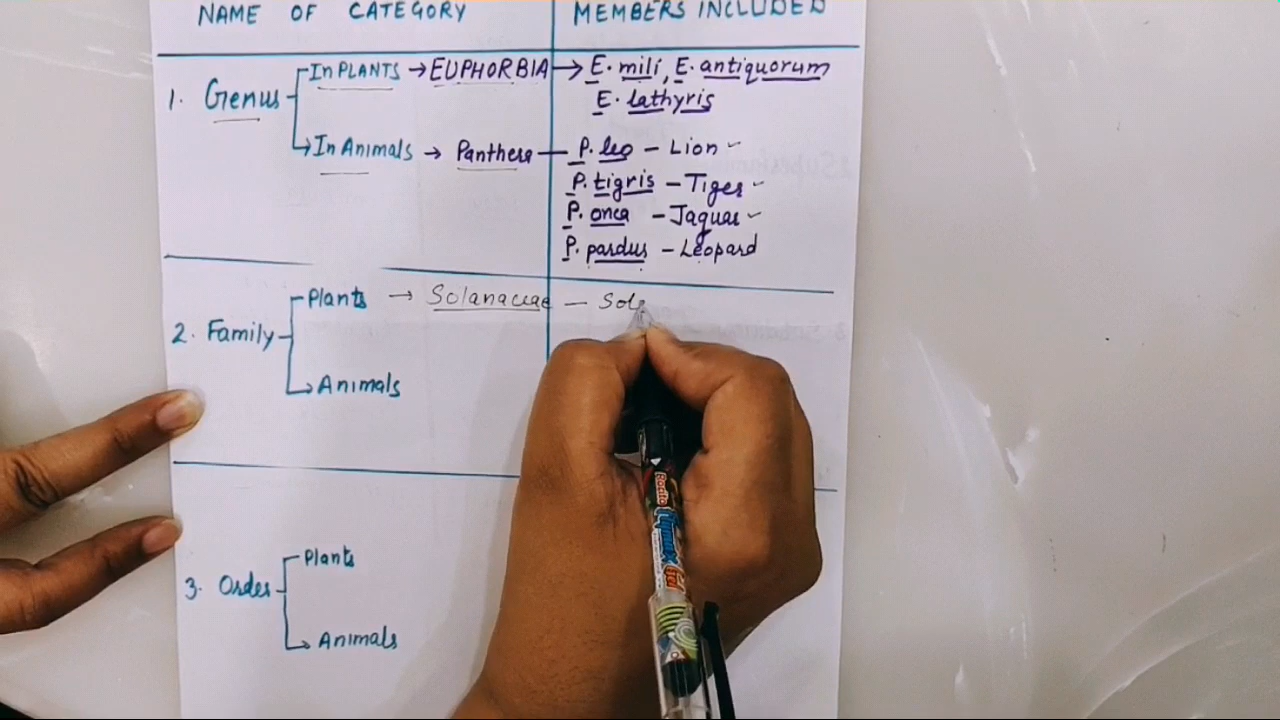 NAME OF CATEGORY MEMBERS INCLUDED
1. Genus In PLANTS → EUPHORBIA → E. mili, E. antiquorum
E. lathyris
In Animals → Panthera — P. leo – Lion
P. tigris – Tiger
P. onca – Jaguar
P. pardus – Leopard
2. Family Plants → Solanaceae — Sola
Animals
3. Order Plants
Animals